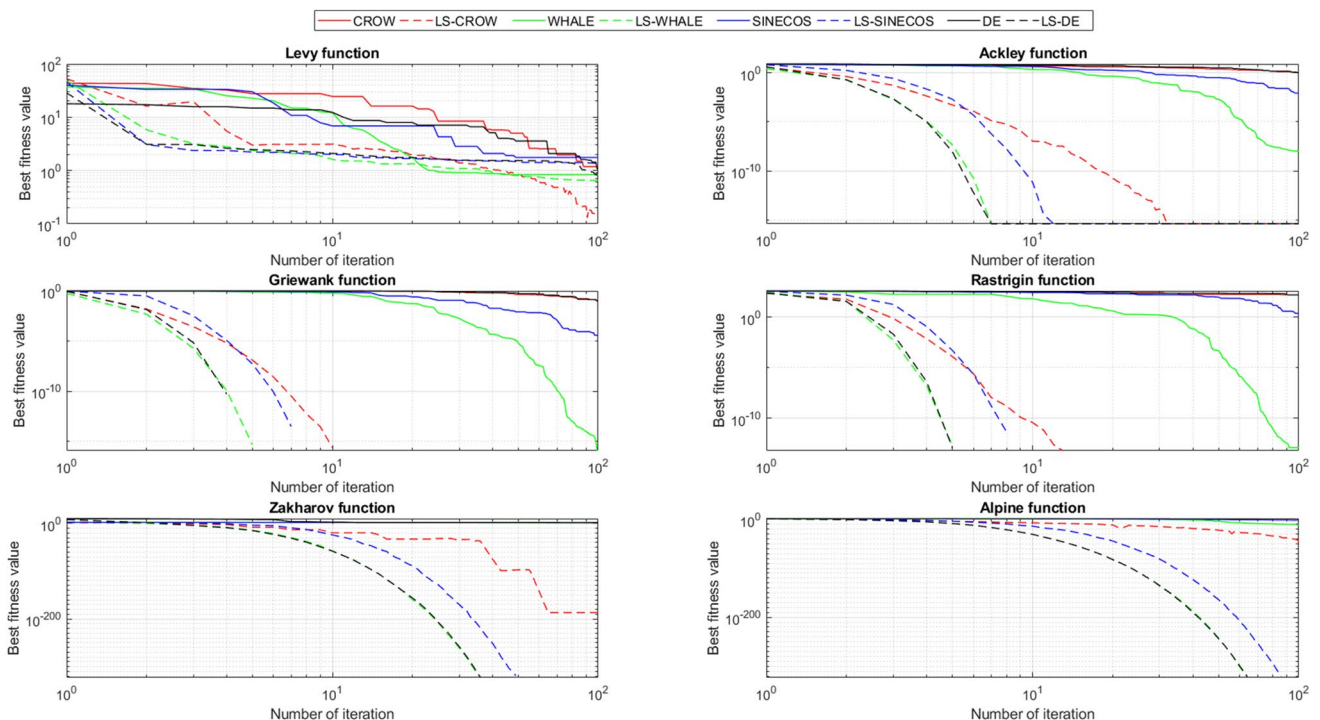 CROW LS-CROW WHALE LS-WHALE SINECOS LS-SINECOS DE LS-DE
Levy function
Best fitness value
10^2
10^1
10^0
10^-1
10^0 10^1 10^2
Number of iteration
Ackley function
Best fitness value
10^0
10^-10
10^0 10^1 10^2
Number of iteration
Griewank function
Best fitness value
10^0
10^-10
10^0 10^1 10^2
Number of iteration
Rastrigin function
Best fitness value
10^0
10^-10
10^0 10^1 10^2
Number of iteration
Zakharov function
Best fitness value
10^0
10^-200
10^0 10^1 10^2
Number of iteration
Alpine function
Best fitness value
10^0
10^-200
10^0 10^1 10^2
Number of iteration